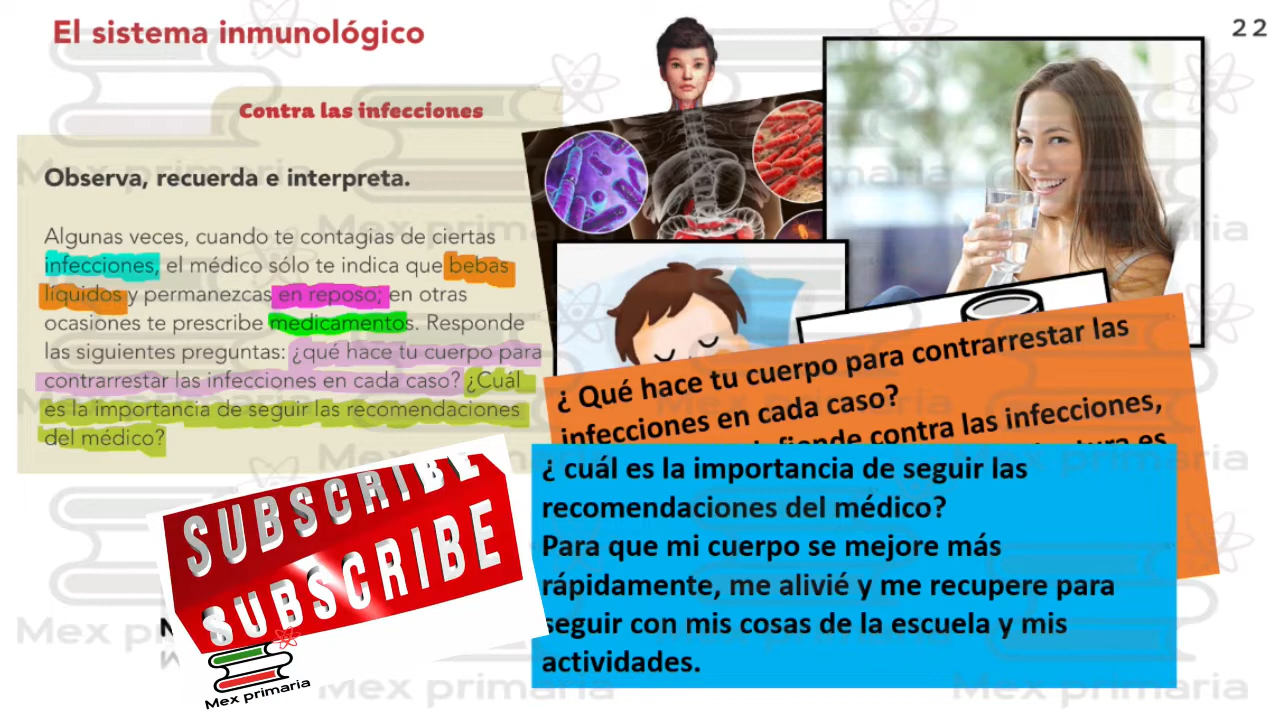 El sistema inmunológico
22
Contra las infecciones
Observa, recuerda e interpreta.
Algunas veces, cuando te contagias de ciertas
infecciones, el médico sólo te indica que bebas
líquidos y permanezcas en reposo; en otras
ocasiones te prescribe medicamentos. Responde
las siguientes preguntas: ¿qué hace tu cuerpo para
contrarrestar las infecciones en cada caso? ¿Cuál
es la importancia de seguir las recomendaciones
del médico?
¿ Qué hace tu cuerpo para contrarrestar las
infecciones en cada caso?
contra las infecciones,
es
¿ cuál es la importancia de seguir las
recomendaciones del médico?
Para que mi cuerpo se mejore más
rápidamente, me alivié y me recupere para
seguir con mis cosas de la escuela y mis
actividades.
SUBSCRIBE
SUBSCRIBE
Mex primaria